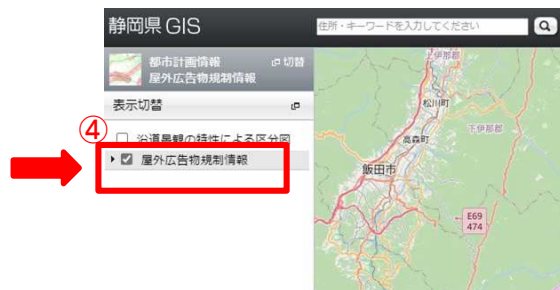 静岡県 GIS
住所・キーワードを入力してください
都市計画情報
切替
屋外広告物規制情報
表示切替
④
沿道景観の特性による区分図
屋外広告物規制情報
上伊那郡
松川町
下伊那郡
高森町
飯田市
E69
474